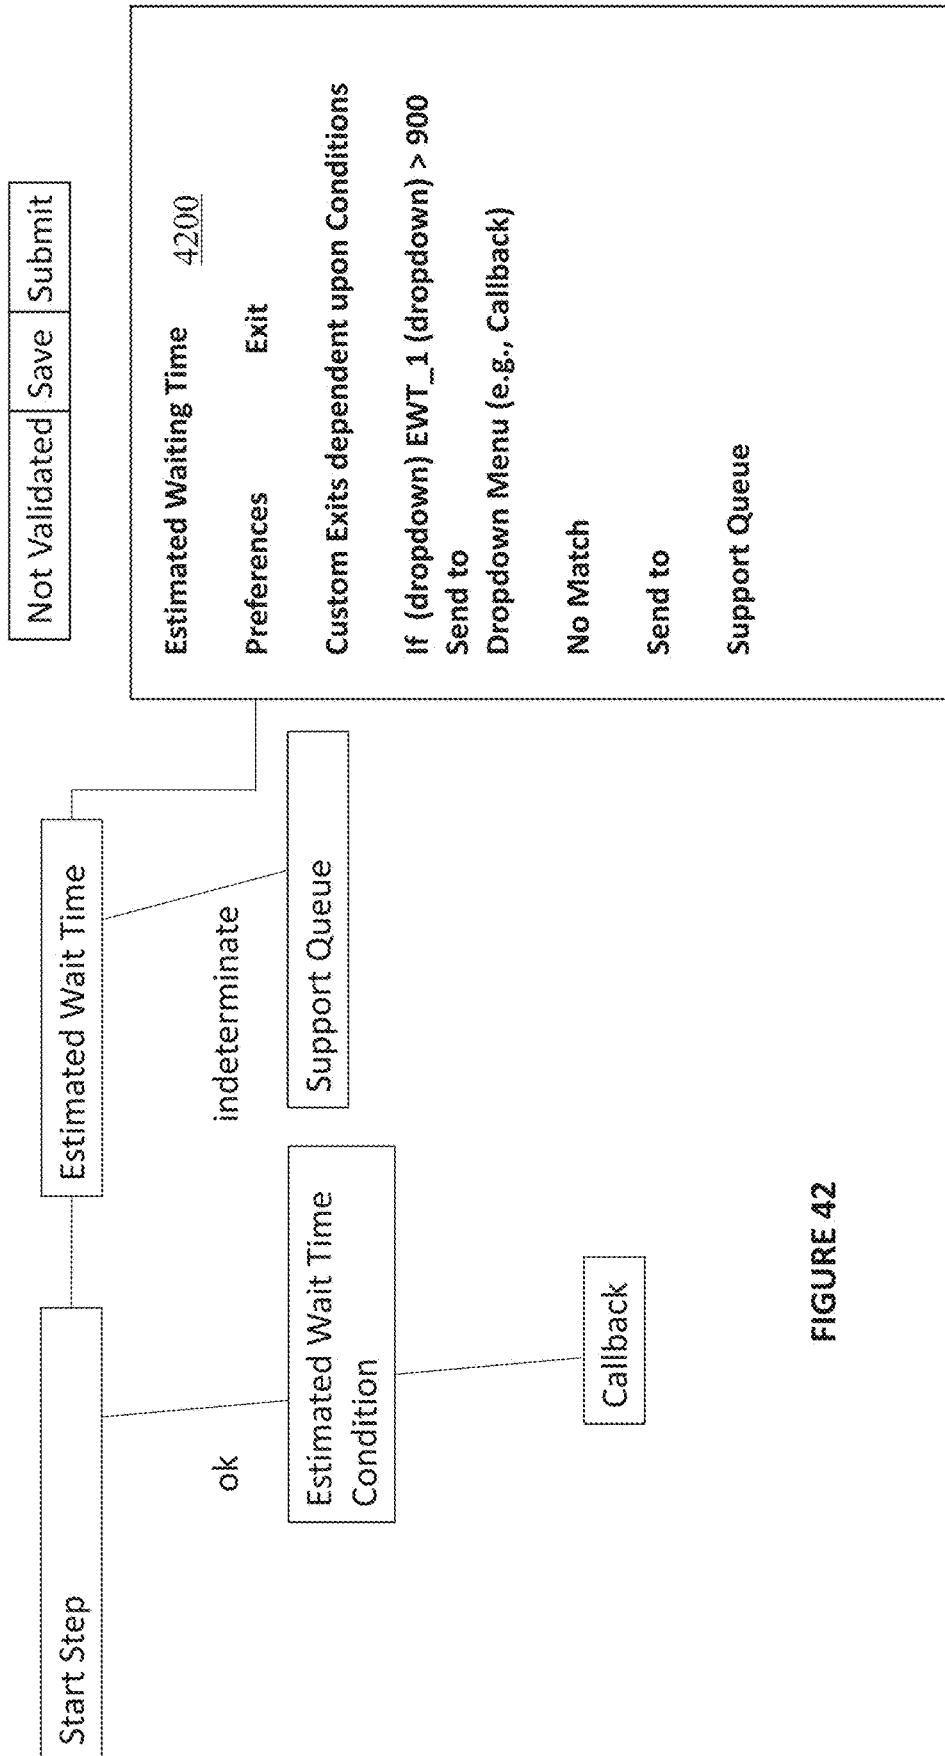 Not Validated Save Submit
Start Step
Estimated Wait Time
ok
indeterminate
Estimated Wait Time
Condition
Support Queue
Callback
Estimated Waiting Time 4200
Preferences Exit
Custom Exits dependent upon Conditions
If (dropdown) EWT_1 (dropdown) > 900
Send to
Dropdown Menu (e.g., Callback)
No Match
Send to
Support Queue
FIGURE 42